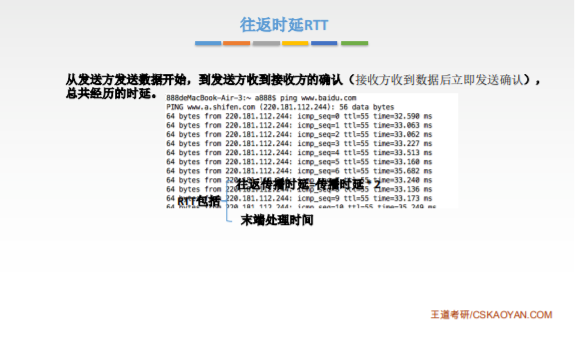 往返时延RTT
从发送方发送数据开始，到发送方收到接收方的确认（接收方收到数据后立即发送确认），
总共经历的时延。
888deMacBook-Air-3:~ a888$ ping www.baidu.com
PING www.a.shifen.com (220.181.112.244): 56 data bytes
64 bytes from 220.181.112.244: icmp_seq=0 ttl=55 time=32.590 ms
64 bytes from 220.181.112.244: icmp_seq=1 ttl=55 time=33.063 ms
64 bytes from 220.181.112.244: icmp_seq=2 ttl=55 time=33.062 ms
64 bytes from 220.181.112.244: icmp_seq=3 ttl=55 time=33.227 ms
64 bytes from 220.181.112.244: icmp_seq=4 ttl=55 time=33.513 ms
64 bytes from 220.181.112.244: icmp_seq=5 ttl=55 time=33.160 ms
64 bytes from 220.181.112.244: icmp_seq=6 ttl=55 time=35.682 ms
64 bytes from 220.181.112.244: ttl=55 time=33.240 ms
往返传播时延=传播时延*2
64 bytes from 220.181.112.244: ttl=55 time=33.136 ms
RTT包括
64 bytes from 220.181.112.244: icmp_seq=9 ttl=55 time=33.173 ms
64 bytes from 220.181.112.244: icmp_seq=10 ttl=55 time=35.249 ms
末端处理时间
王道考研/CSKAOYAN.COM